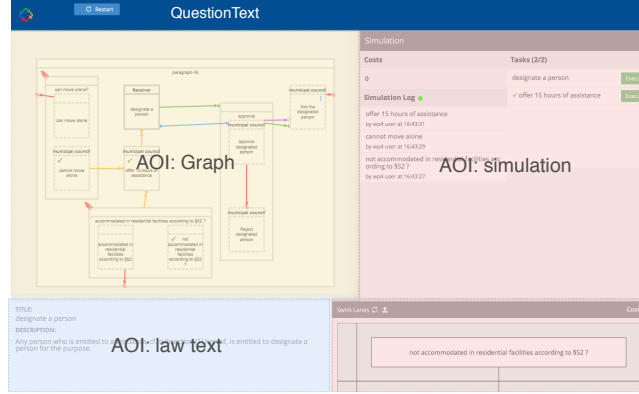 Restart
QuestionText
paragraph-96
can move alone?
can move alone
Receiver
designate a
person
municipal council
hire the
designated
person
approval
municipal council
approve
designated
person
municipal council
cannot move
alone
municipal council
offer 15 hours of
assistance
AOI: Graph
accommodated in residential facilities according to §52 ?
accommodated in
residential
facilities
according to §52
not
accommodated in
residential
facilities
according to §52
?
municipal council
Reject
designated
person
Simulation
Costs
Tasks (2/2)
0
designate a person
Simulation Log
✓ offer 15 hours of assistance
offer 15 hours of assistance
by wp4 user at 16:43:31
cannot move alone
by wp4 user at 16:43:29
not accommodated in residential facilities acc
ording to §52 ?
by wp4 user at 16:43:27
AOI: simulation
TITLE:
designate a person
DESCRIPTION:
Any person who is entitled to is entitled to designate a
person for the purpose.
AOI: law text
Swim Lanes
not accommodated in residential facilities according to §52 ?